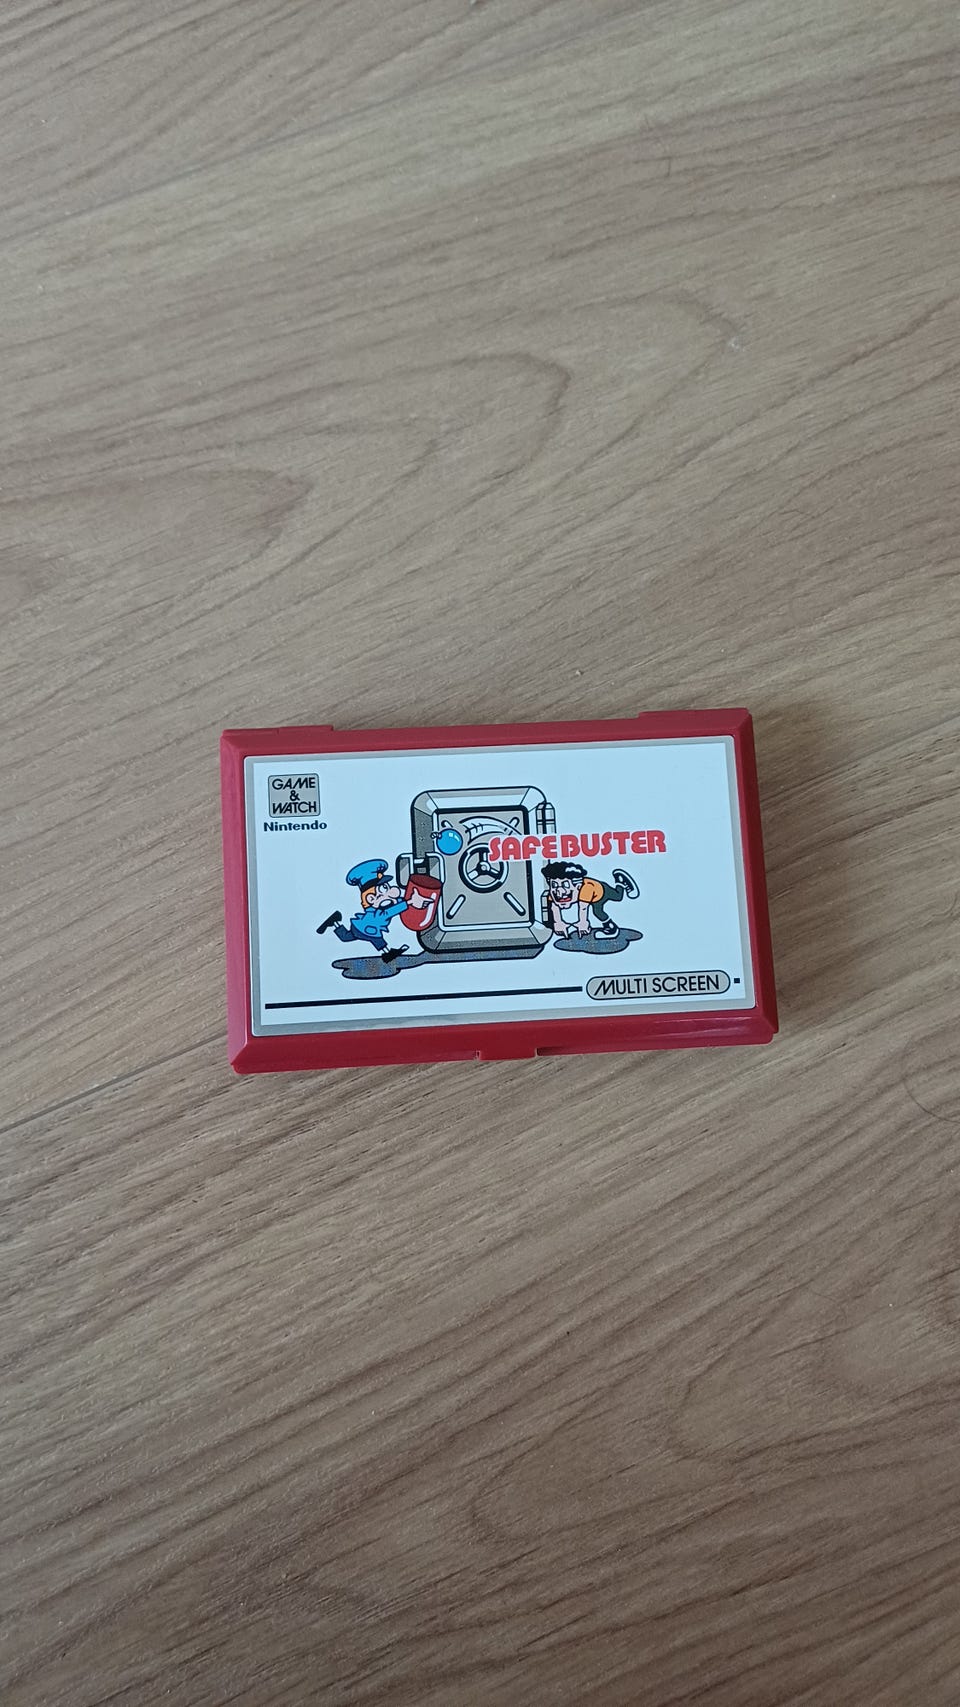 GAME
&
WATCH
Nintendo
SAFEBUSTER
MULTI SCREEN